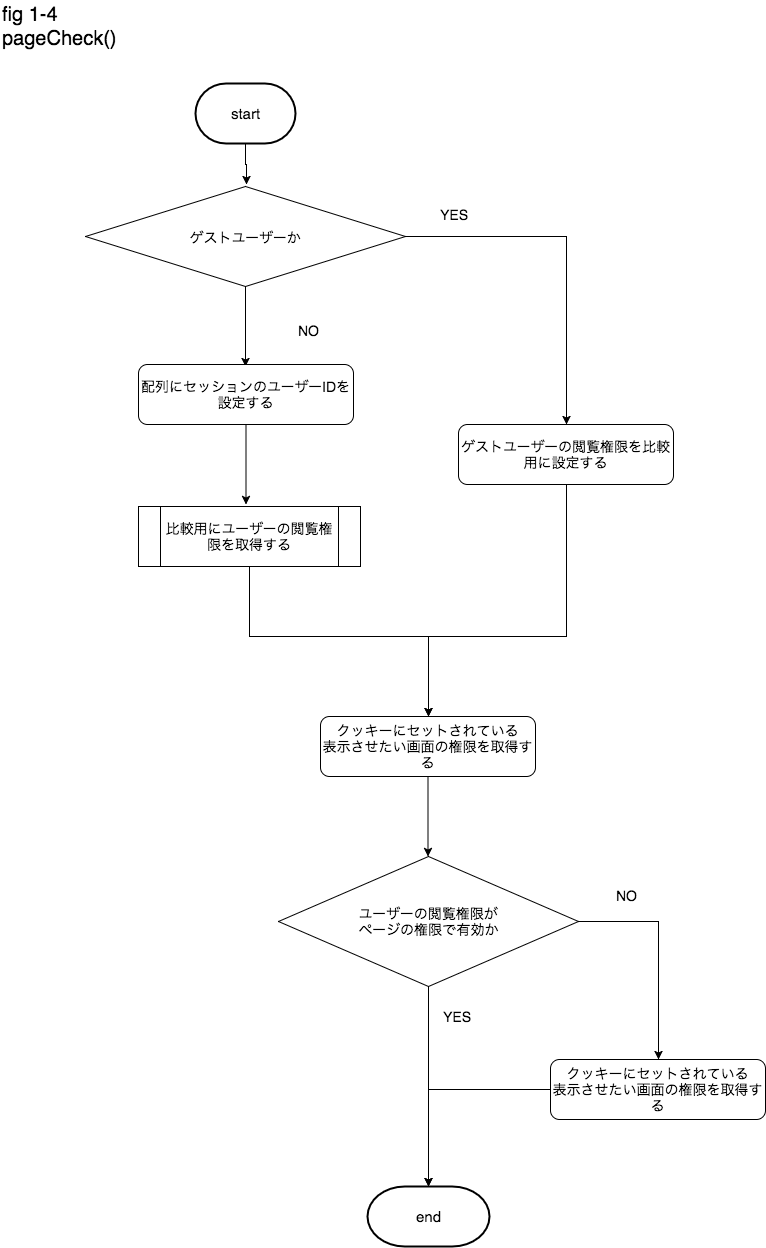 fig 1-4
pageCheck()
start
ゲストユーザーか
YES
NO
配列にセッションのユーザーIDを
設定する
ゲストユーザーの閲覧権限を比較
用に設定する
比較用にユーザーの閲覧権
限を取得する
クッキーにセットされている
表示させたい画面の権限を取得す
る
ユーザーの閲覧権限が
ページの権限で有効か
NO
YES
クッキーにセットされている
表示させたい画面の権限を取得す
る
end